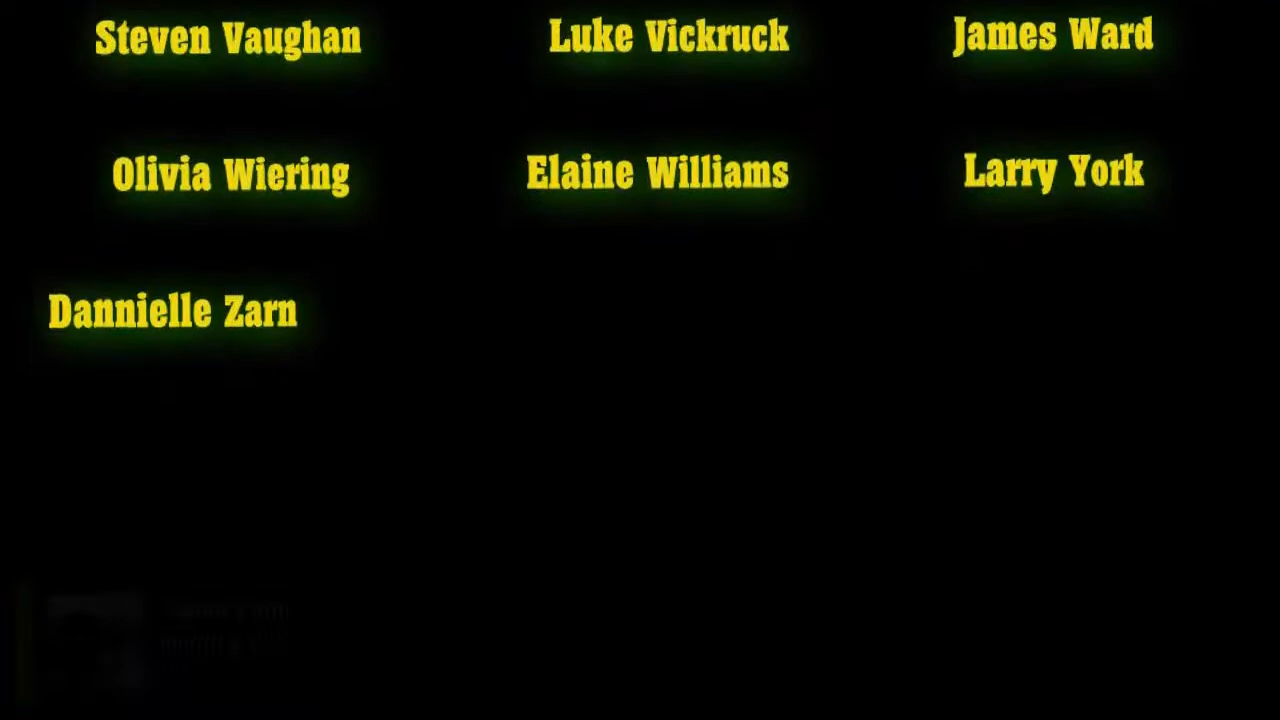 Steven Vaughan Luke Vickruck James Ward
Olivia Wiering Elaine Williams Larry York
Dannielle Zarn